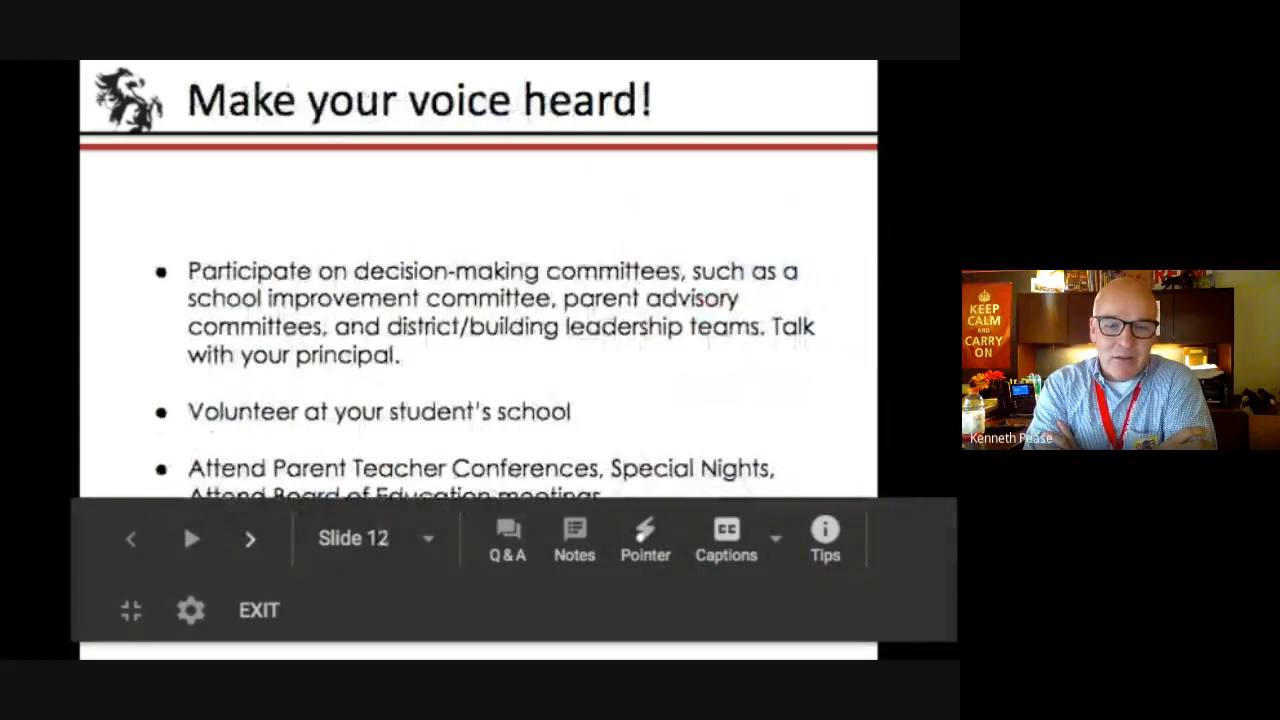 Make your voice heard!
● Participate on decision-making committees, such as a
school improvement committee, parent advisory
committees, and district/building leadership teams. Talk
with your principal.
● Volunteer at your student's school
● Attend Parent Teacher Conferences, Special Nights,
Attend Board of Education meetings
Slide 12
Q & A
Notes
Pointer
CC
Captions
Tips
EXIT
KEEP
CALM
AND
CARRY
ON
Kenneth Pease